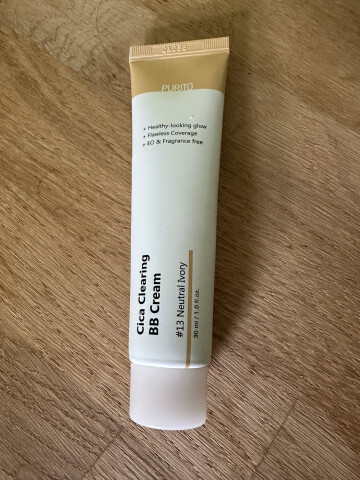 PURITO
+ Healthy-looking glow
+ Flawless Coverage
+ EO & Fragrance free
Cica Clearing
BB Cream
#13 Neutral Ivory
30 ml / 1.0 fl.oz.